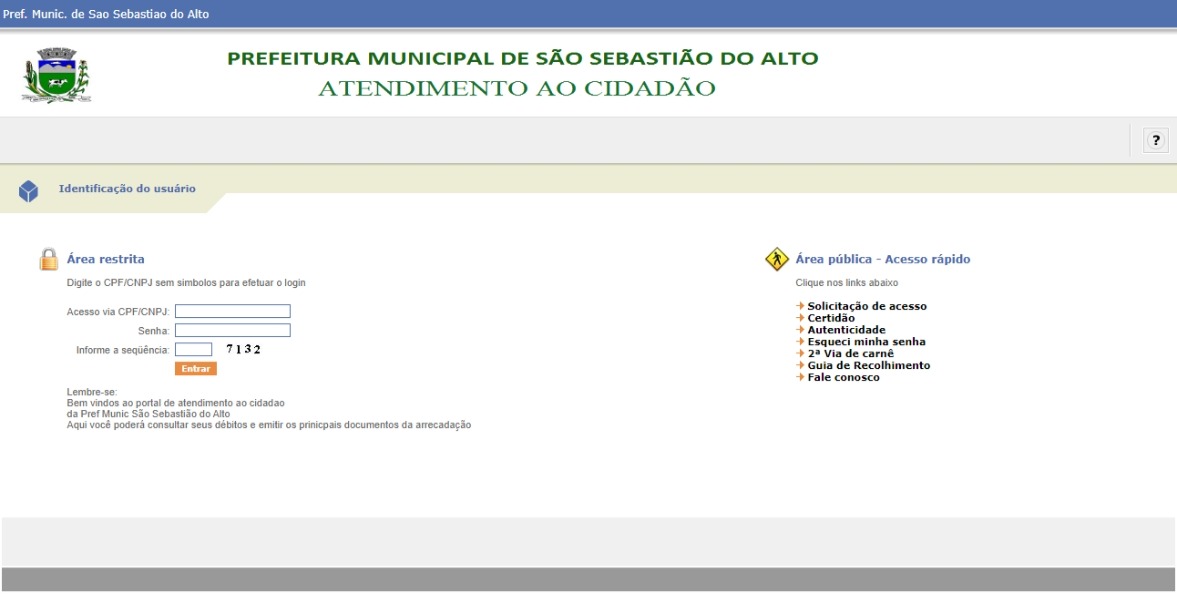 Pref. Munic. de Sao Sebastiao do Alto
PREFEITURA MUNICIPAL DE SÃO SEBASTIÃO DO ALTO
ATENDIMENTO AO CIDADÃO
?
Identificação do usuário
Área restrita
Digite o CPF/CNPJ sem simbolos para efetuar o login
Acesso via CPF/CNPJ:
Senha:
Informe a seqüência: 7132
Entrar
Lembre-se:
Bem vindos ao portal de atendimento ao cidadao
da Pref Munic São Sebastião do Alto
Aqui você poderá consultar seus débitos e emitir os prinicpais documentos da arrecadação
Área pública - Acesso rápido
Clique nos links abaixo
Solicitação de acesso
Certidão
Autenticidade
Esqueci minha senha
2ª Via de carnê
Guia de Recolhimento
Fale conosco